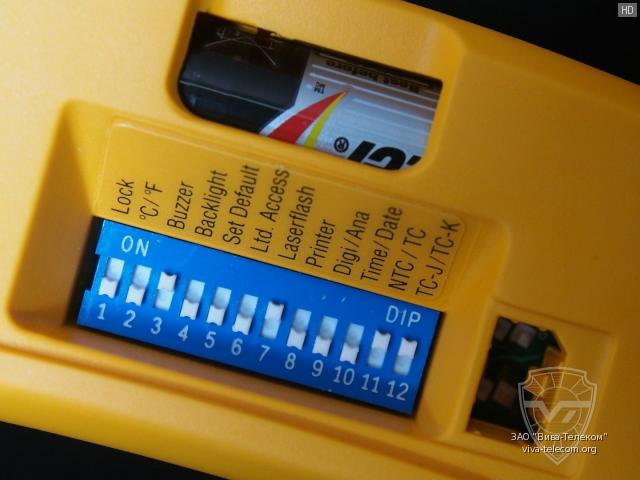 HD
Best before
Lock
°C/°F
Buzzer
Backlight
Set Default
Ltd. Access
Laserflash
Printer
Digi/Ana
Time/Date
NTC / TC
TC-J/TC-K
ON
DIP
1 2 3 4 5 6 7 8 9 10 11 12
ЗАО "Вива-Телеком"
viva-telecom.org